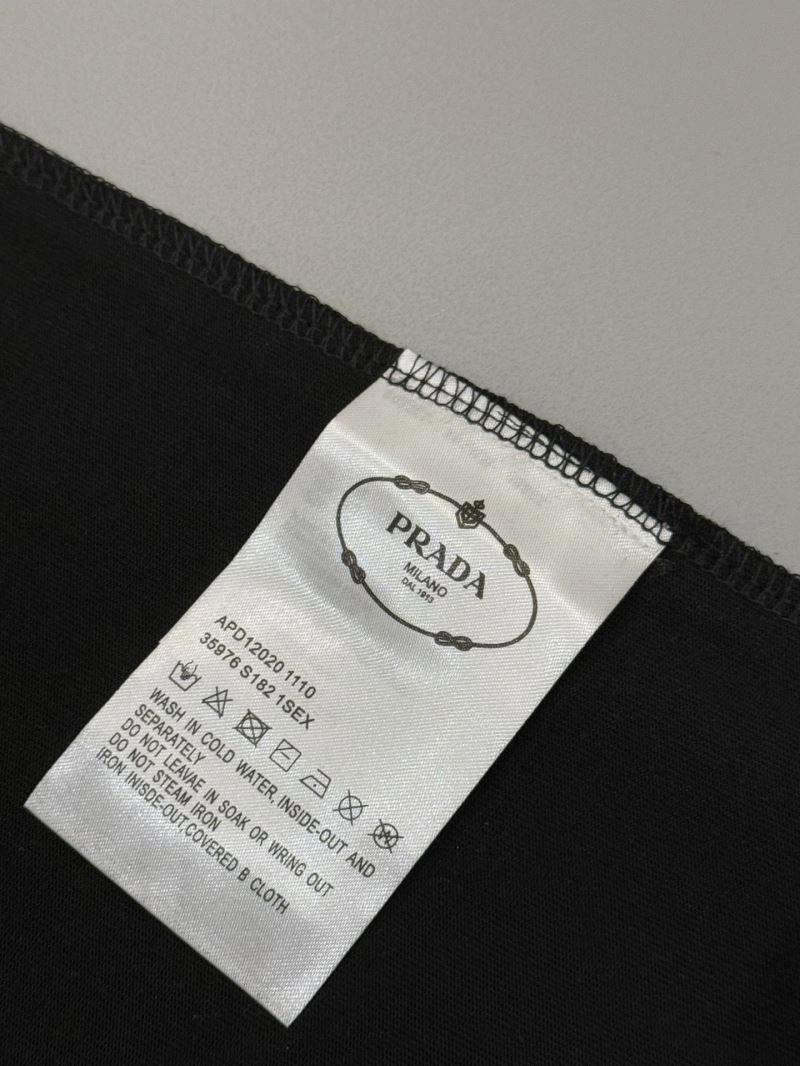 PRADA
MILANO
DAL 1913
APD12020 1110
35976 S182 1SEX
WASH IN COLD WATER, INSIDE-OUT AND
SEPARATELY
DO NOT LEAVAE IN SOAK OR WRING OUT
DO NOT STEAM IRON
IRON INISDE-OUT,COVERED B CLOTH